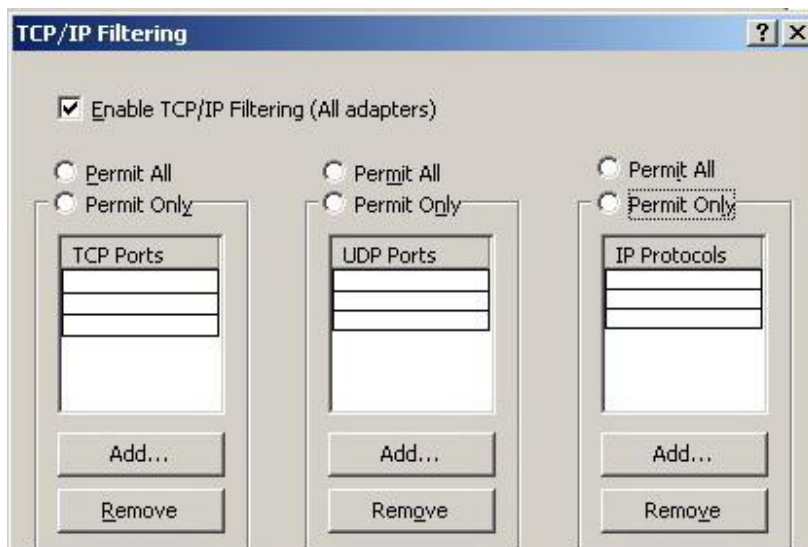 TCP/IP Filtering
Enable TCP/IP Filtering (All adapters)
Permit All
Permit Only
TCP Ports
Add...
Remove
Permit All
Permit Only
UDP Ports
Add...
Remove
Permit All
Permit Only
IP Protocols
Add...
Remove